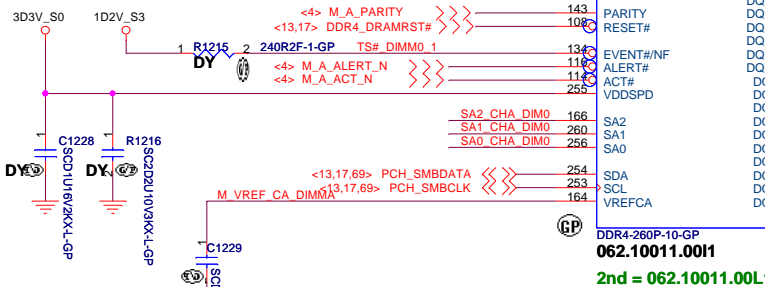 3D3V_S0
1D2V_S3
<4> M_A_PARITY
143
PARITY
<13,17> DDR4_DRAMRST#
108
RESET#
1
R1215
2
240R2F-1-GP
DY
TS#_DIMM0_1
134
EVENT#/NF
<4> M_A_ALERT_N
116
ALERT#
<4> M_A_ACT_N
114
ACT#
255
VDDSPD
SA2_CHA_DIM0
166
SA2
SA1_CHA_DIM0
260
SA1
SA0_CHA_DIM0
256
SA0
1
C1228
SCD1U16V2KX-L-GP
DY
1
R1216
SC2D2U10V3KX-L-GP
DY
2
<13,17,69> PCH_SMBDATA
254
SDA
<13,17,69> PCH_SMBCLK
253
SCL
M_VREF_CA_DIMMA
164
VREFCA
GP
1
C1229
DDR4-260P-10-GP
062.10011.00I1
2nd = 062.10011.00L